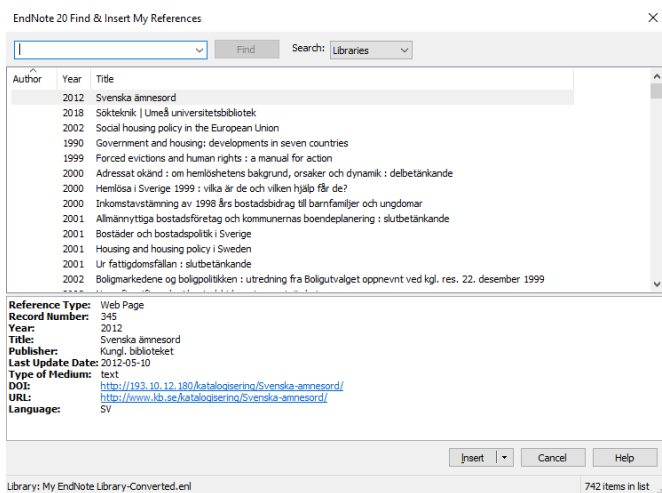 EndNote 20 Find & Insert My References
Find
Search:
Libraries
Author Year Title
2012 Svenska ämnesord
2018 Sökteknik | Umeå universitetsbibliotek
2002 Social housing policy in the European Union
1990 Government and housing: developments in seven countries
1999 Forced evictions and human rights : a manual for action
2000 Adressat okänd : om hemlöshetens bakgrund, orsaker och dynamik : delbetänkande
2000 Hemlösa i Sverige 1999 : vilka är de och vilken hjälp får de?
2000 Inkomstavstämning av 1998 års bostadsbidrag till barnfamiljer och ungdomar
2001 Allmännyttiga bostadsföretag och kommunernas boendeplanering : slutbetänkande
2001 Bostäder och bostadspolitik i Sverige
2001 Housing and housing policy in Sweden
2001 Ur fattigdomsfällan : slutbetänkande
2002 Boligmarkedene og boligpolitikken : utredning fra Boligutvalget oppnevnt ved kgl. res. 22. desember 1999
Reference Type: Web Page
Record Number: 345
Year: 2012
Title: Svenska ämnesord
Publisher: Kungl. biblioteket
Last Update Date: 2012-05-10
Type of Medium: text
DOI: http://193.10.12.180/katalogisering/Svenska-amnesord/
URL: http://www.kb.se/katalogisering/Svenska-amnesord/
Language: SV
Insert
Cancel
Help
Library: My EndNote Library-Converted.enl
742 items in list